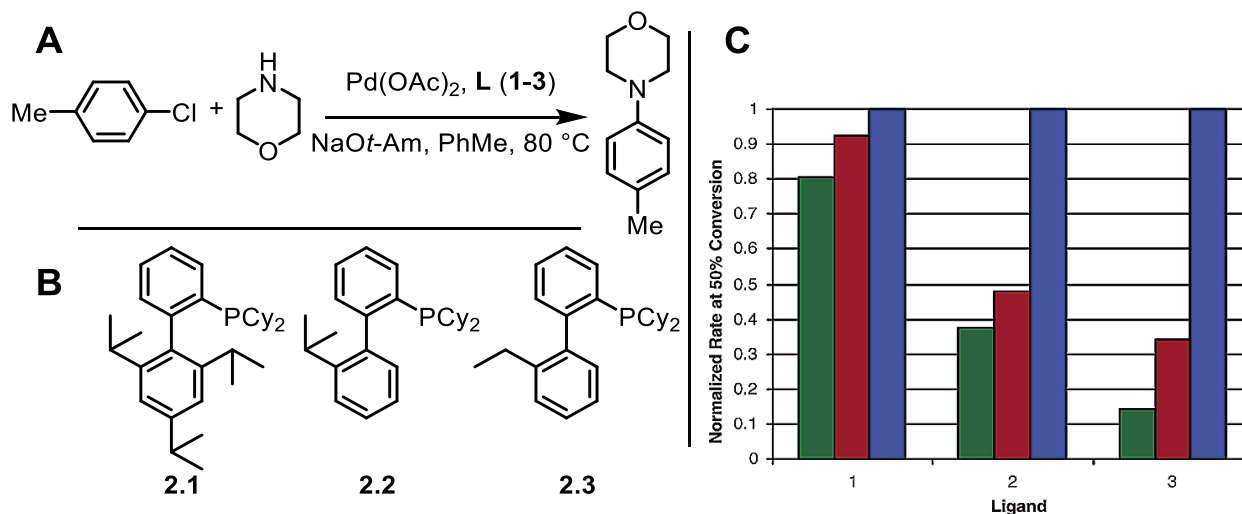 A
Me
Cl
+
H
N
O
Pd(OAc)2, L (1-3)
NaOt-Am, PhMe, 80 °C
O
N
Me
B
PCy2
2.1
PCy2
2.2
PCy2
2.3
C
Normalized Rate at 50% Conversion
1
0.9
0.8
0.7
0.6
0.5
0.4
0.3
0.2
0.1
0
1 2 3
Ligand